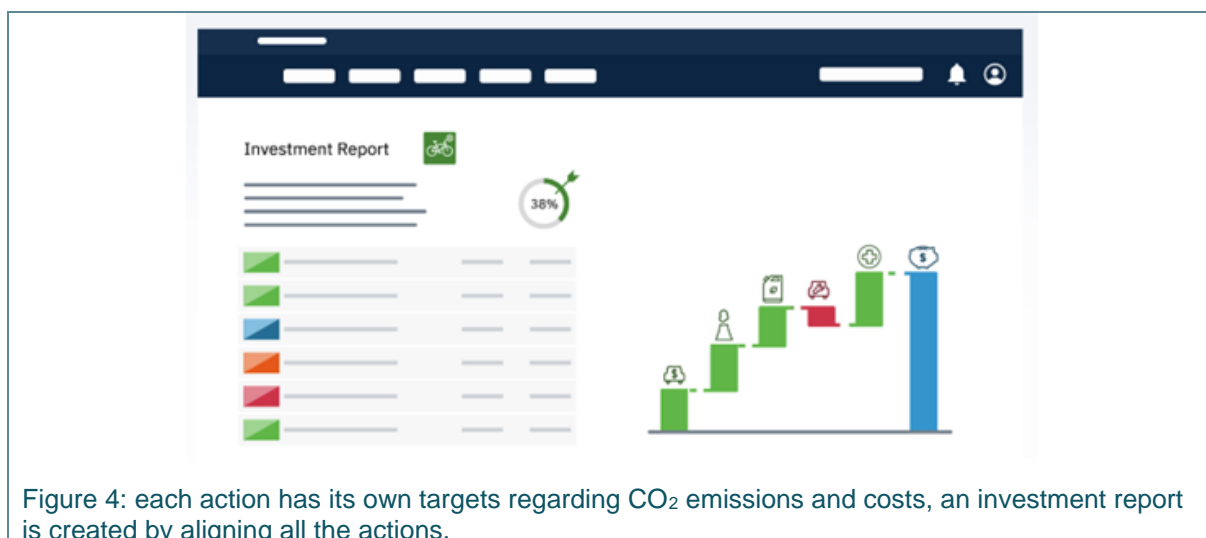 Investment Report
38%
$
$
Figure 4: each action has its own targets regarding CO₂ emissions and costs, an investment report
is created by aligning all the actions.